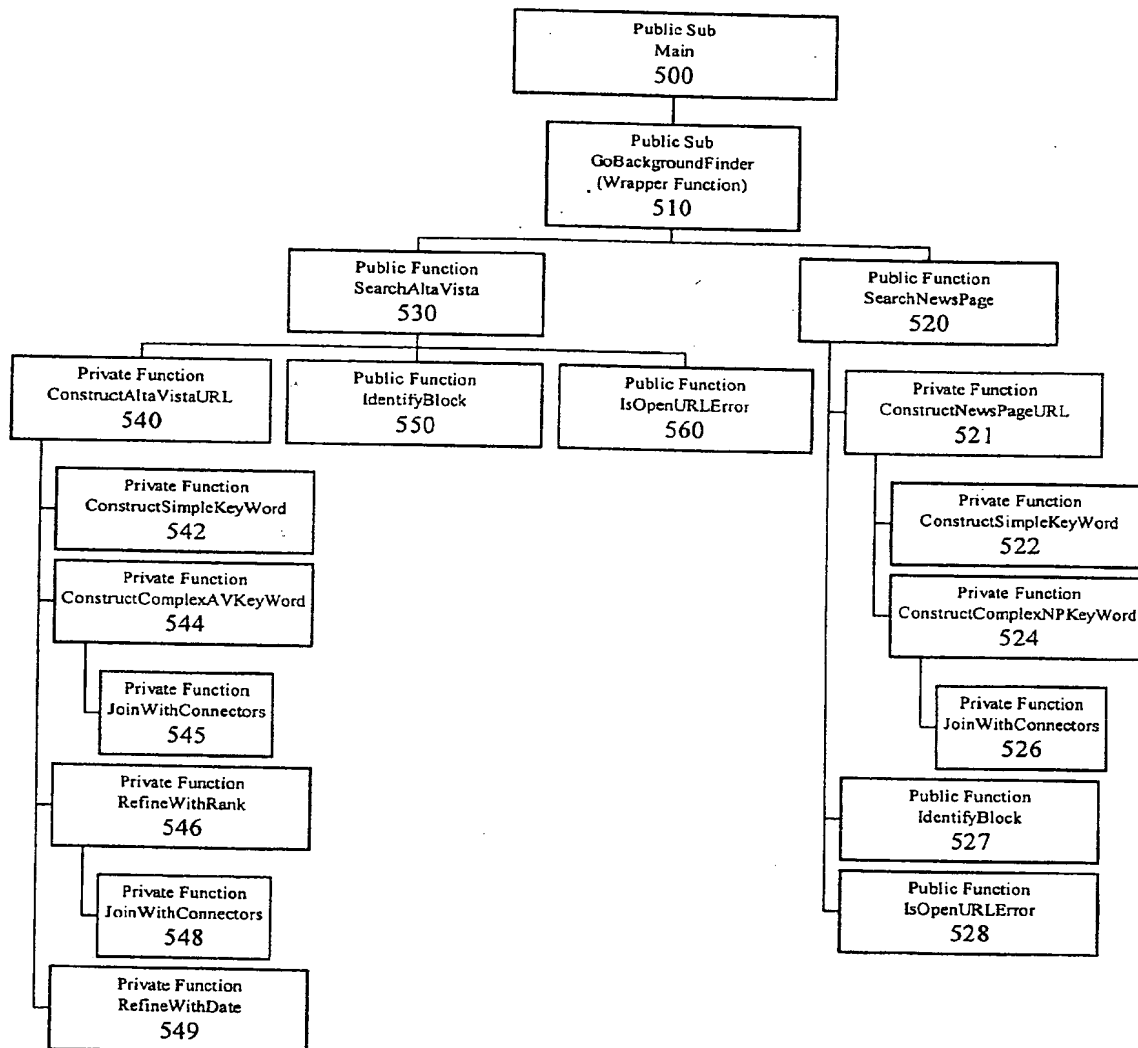 Public Sub
Main
500
Public Sub
GoBackgroundFinder
(Wrapper Function)
510
Public Function
SearchAltaVista
530
Public Function
SearchNewsPage
520
Private Function
ConstructAltaVistaURL
540
Public Function
IdentifyBlock
550
Public Function
IsOpenURLError
560
Private Function
ConstructNewsPageURL
521
Private Function
ConstructSimpleKeyWord
542
Private Function
ConstructSimpleKeyWord
522
Private Function
ConstructComplexAVKeyWord
544
Private Function
ConstructComplexNPKeyWord
524
Private Function
JoinWithConnectors
545
Private Function
JoinWithConnectors
526
Private Function
RefineWithRank
546
Public Function
IdentifyBlock
527
Private Function
JoinWithConnectors
548
Public Function
IsOpenURLError
528
Private Function
RefineWithDate
549